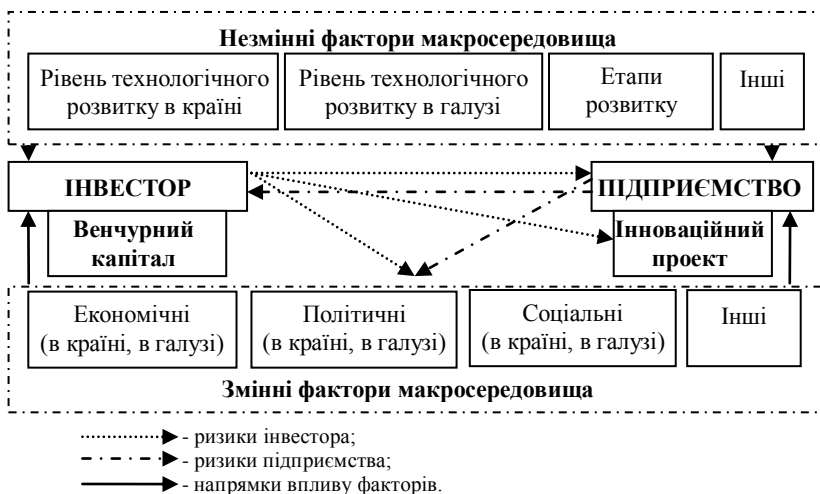 Незмінні фактори макросередовища
Рівень технологічного
розвитку в країні
Рівень технологічного
розвитку в галузі
Етапи
розвитку
Інші
ІНВЕСТОР
ПІДПРИЄМСТВО
Венчурний
капітал
Інноваційний
проект
Економічні
(в країні, в галузі)
Політичні
(в країні, в галузі)
Соціальні
(в країні, в галузі)
Інші
Змінні фактори макросередовища
- ризики інвестора;
- ризики підприємства;
- напрямки впливу факторів.